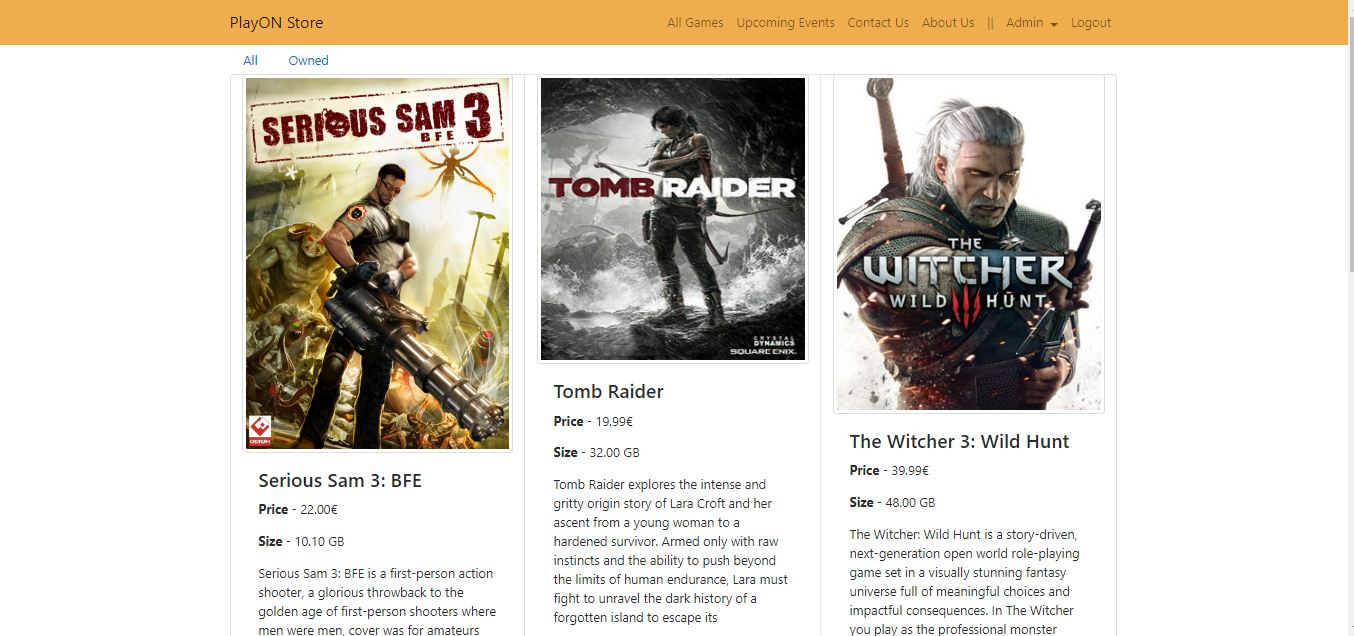 PlayON Store
All Games Upcoming Events Contact Us About Us || Admin Logout
All Owned
SERIOUS SAM 3
BFE
TOMB RAIDER
CRYSTAL
DYNAMICS
SQUARE ENIX.
THE
WITCHER
WILD HUNT
Serious Sam 3: BFE
Price - 22.00€
Size - 10.10 GB
Serious Sam 3: BFE is a first-person action
shooter, a glorious throwback to the
golden age of first-person shooters where
men were men, cover was for amateurs
Tomb Raider
Price - 19.99€
Size - 32.00 GB
Tomb Raider explores the intense and
gritty origin story of Lara Croft and her
ascent from a young woman to a
hardened survivor. Armed only with raw
instincts and the ability to push beyond
the limits of human endurance, Lara must
fight to unravel the dark history of a
forgotten island to escape its
The Witcher 3: Wild Hunt
Price - 39.99€
Size - 48.00 GB
The Witcher: Wild Hunt is a story-driven,
next-generation open world role-playing
game set in a visually stunning fantasy
universe full of meaningful choices and
impactful consequences. In The Witcher
you play as the professional monster